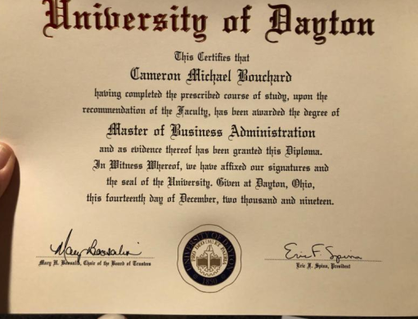 University of Dayton
This Certifies that
Cameron Michael Bouchard
having completed the prescribed course of study, upon the
recommendation of the Faculty, has been awarded the degree of
Master of Business Administration
and as evidence thereof has been granted this Diploma.
In Witness Whereof, we have affixed our signatures and
the seal of the University. Given at Dayton, Ohio,
this fourteenth day of December, two thousand and nineteen.
Eric F. Spina
Chair of the Board of Trustees
Eric F. Spina, President